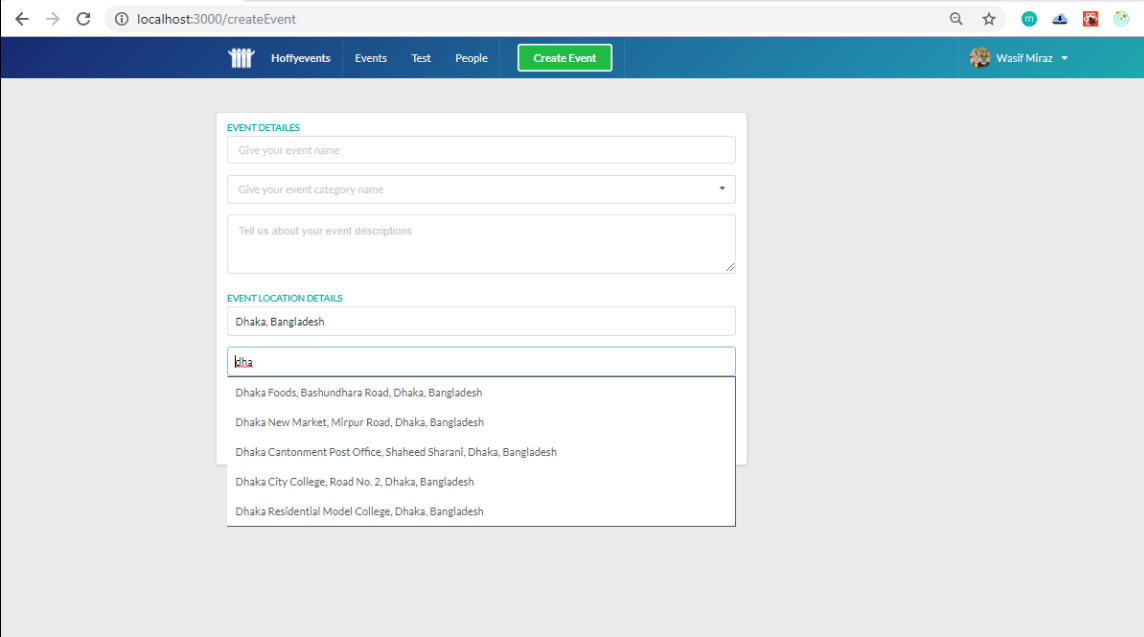 localhost:3000/createEvent
m
Hoffyevents Events Test People Create Event Wasif Miraz
EVENT DETAILES
Give your event name
Give your event category name
Tell us about your event descriptions
EVENT LOCATION DETAILS
Dhaka, Bangladesh
dha
Dhaka Foods, Bashundhara Road, Dhaka, Bangladesh
Dhaka New Market, Mirpur Road, Dhaka, Bangladesh
Dhaka Cantonment Post Office, Shaheed Sharani, Dhaka, Bangladesh
Dhaka City College, Road No. 2, Dhaka, Bangladesh
Dhaka Residential Model College, Dhaka, Bangladesh